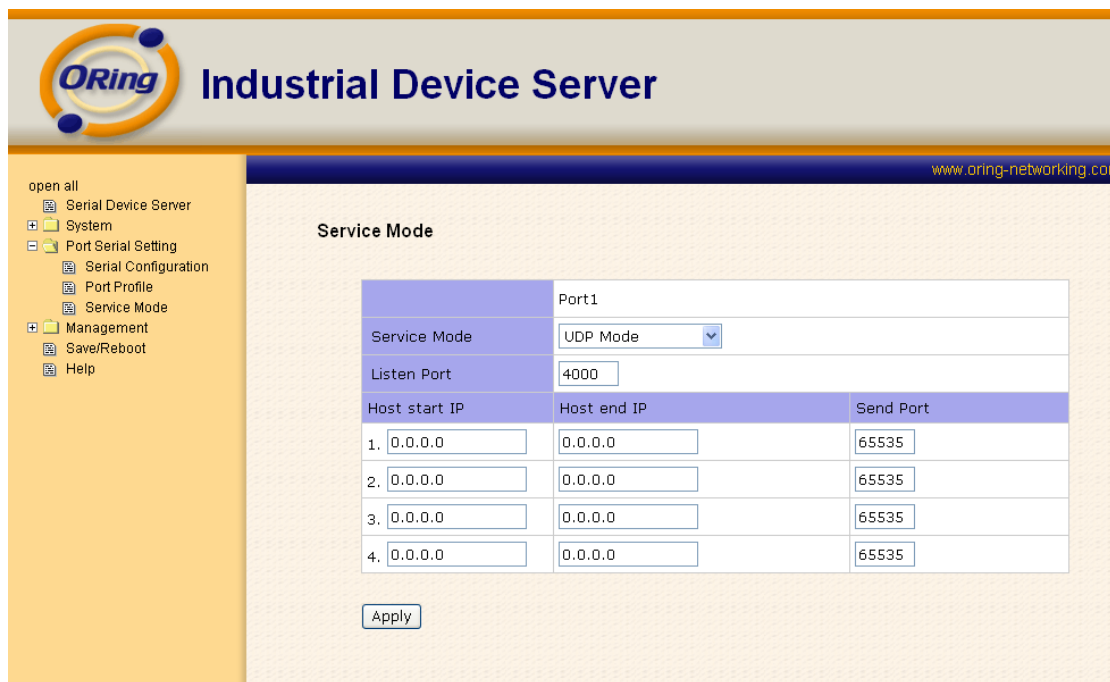 ORing
Industrial Device Server
www.oring-networking.co
open all
Serial Device Server
System
Port Serial Setting
Serial Configuration
Port Profile
Service Mode
Management
Save/Reboot
Help
Service Mode
Port1
Service Mode UDP Mode
Listen Port 4000
Host start IP Host end IP Send Port
1. 0.0.0.0 0.0.0.0 65535
2. 0.0.0.0 0.0.0.0 65535
3. 0.0.0.0 0.0.0.0 65535
4. 0.0.0.0 0.0.0.0 65535
Apply